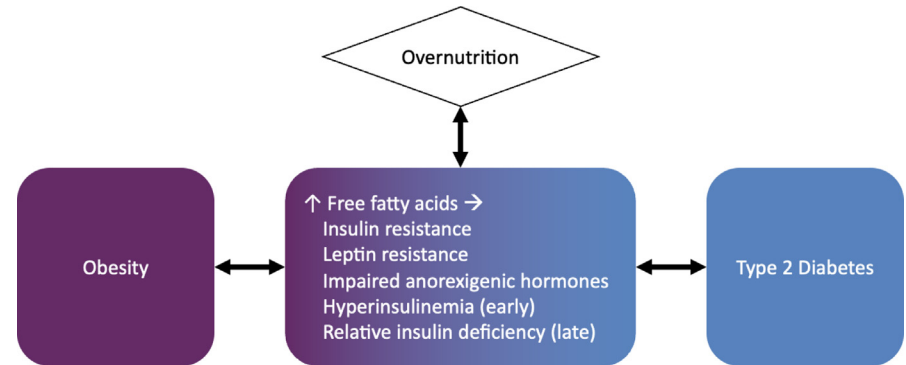 Overnutrition
↑ Free fatty acids →
Insulin resistance
Leptin resistance
Impaired anorexigenic hormones
Hyperinsulinemia (early)
Relative insulin deficiency (late)
Obesity
Type 2 Diabetes